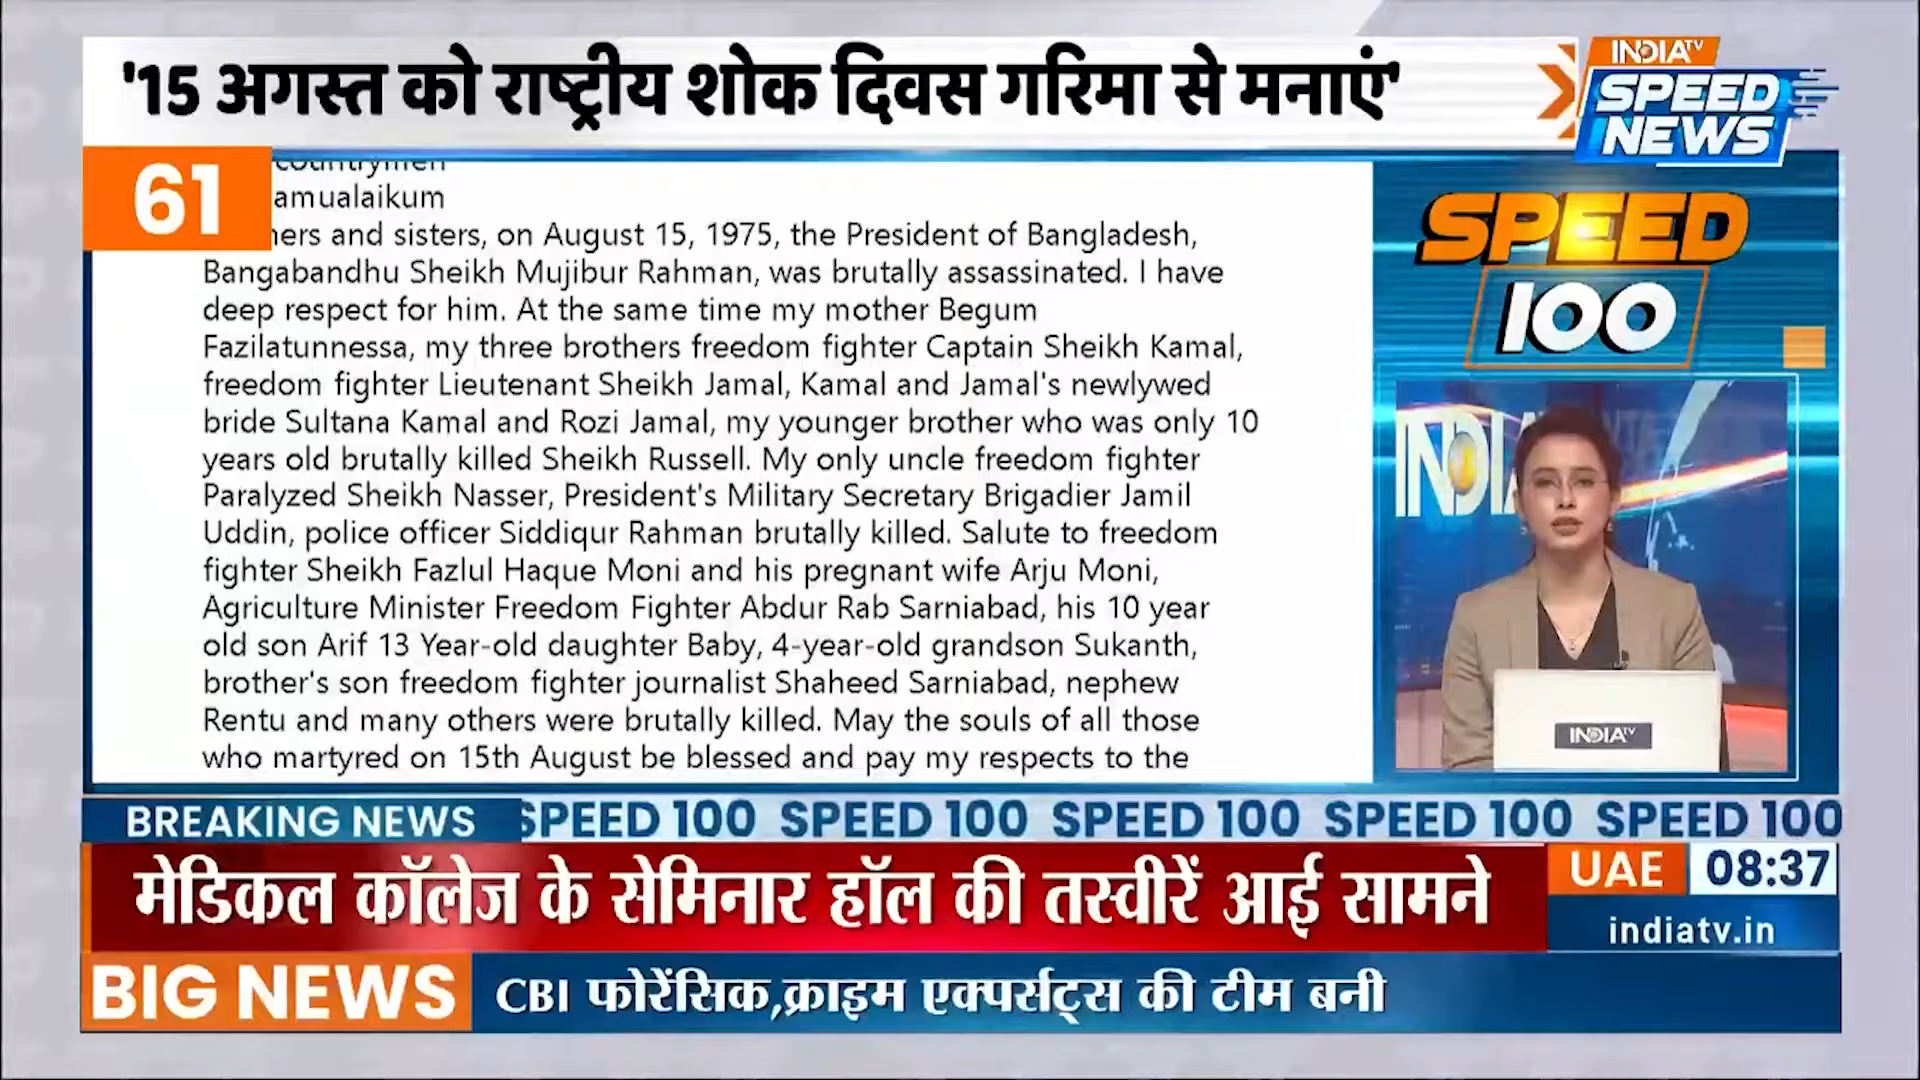 '15 अगस्त को राष्ट्रीय शोक दिवस गरिमा से मनाएं'
INDIA TV
SPEED
NEWS
61
countrymen
amualaikum
hers and sisters, on August 15, 1975, the President of Bangladesh,
Bangabandhu Sheikh Mujibur Rahman, was brutally assassinated. I have
deep respect for him. At the same time my mother Begum
Fazilatunnessa, my three brothers freedom fighter Captain Sheikh Kamal,
freedom fighter Lieutenant Sheikh Jamal, Kamal and Jamal's newlywed
bride Sultana Kamal and Rozi Jamal, my younger brother who was only 10
years old brutally killed Sheikh Russell. My only uncle freedom fighter
Paralyzed Sheikh Nasser, President's Military Secretary Brigadier Jamil
Uddin, police officer Siddiqur Rahman brutally killed. Salute to freedom
fighter Sheikh Fazlul Haque Moni and his pregnant wife Arju Moni,
Agriculture Minister Freedom Fighter Abdur Rab Sarniabad, his 10 year
old son Arif 13 Year-old daughter Baby, 4-year-old grandson Sukanth,
brother's son freedom fighter journalist Shaheed Sarniabad, nephew
Rentu and many others were brutally killed. May the souls of all those
who martyred on 15th August be blessed and pay my respects to the
SPEED
100
INDIA
INDIA TV
BREAKING NEWS
SPEED 100 SPEED 100 SPEED 100 SPEED 100 SPEED 100
मेडिकल कॉलेज के सेमिनार हॉल की तस्वीरें आई सामने
UAE 08:37
indiatv.in
BIG NEWS
CBI फोरेंसिक,क्राइम एक्पर्सट्स की टीम बनी